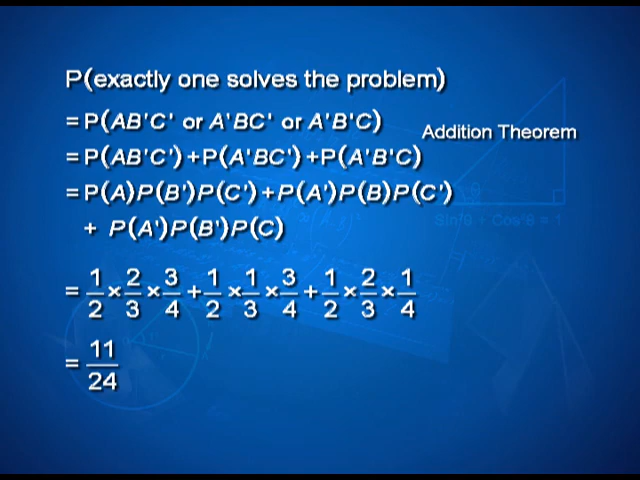 P(exactly one solves the problem)
= P(AB'C' or A'BC' or A'B'C)
Addition Theorem
= P(AB'C') + P(A'BC') + P(A'B'C)
= P(A)P(B')P(C') + P(A')P(B)P(C')
+ P(A')P(B')P(C)
= 1/2 × 2/3 × 3/4 + 1/2 × 1/3 × 3/4 + 1/2 × 2/3 × 1/4
= 11/24